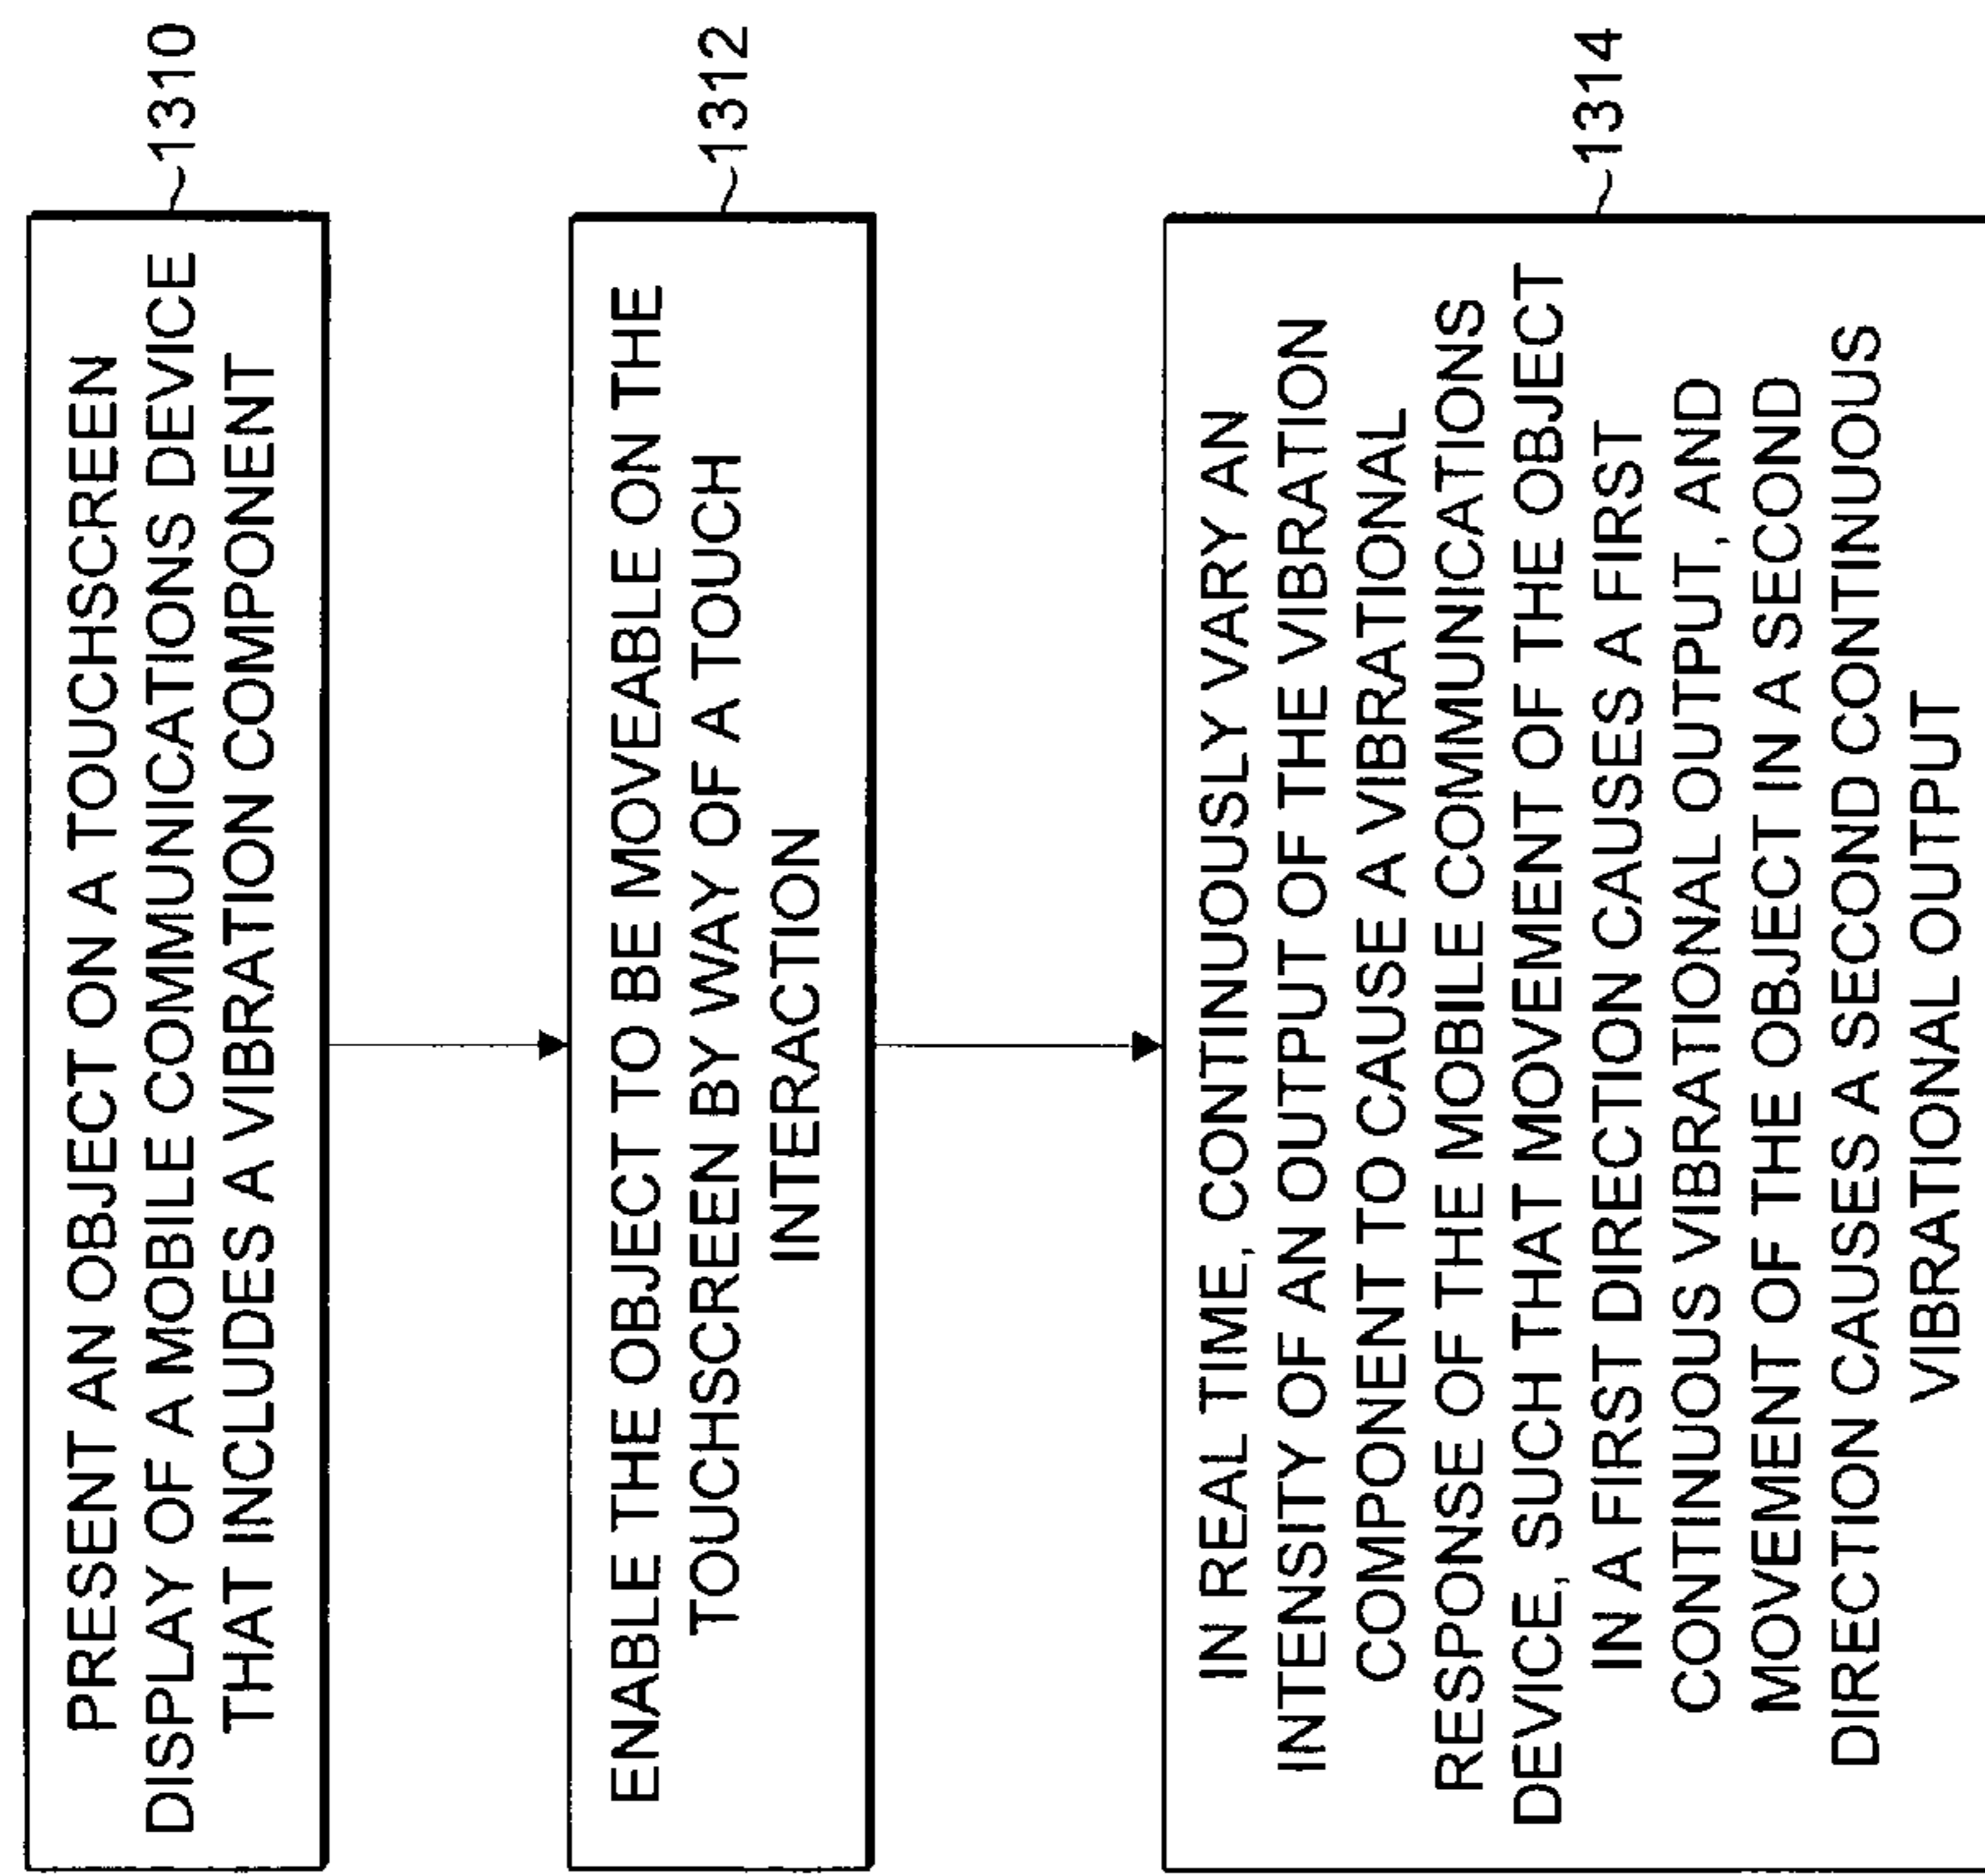 PRESENT AN OBJECT ON A TOUCHSCREEN
DISPLAY OF A MOBILE COMMUNICATIONS DEVICE
THAT INCLUDES A VIBRATION COMPONENT
1310
ENABLE THE OBJECT TO BE MOVEABLE ON THE
TOUCHSCREEN BY WAY OF A TOUCH
INTERACTION
1312
IN REAL TIME, CONTINUOUSLY VARY AN
INTENSITY OF AN OUTPUT OF THE VIBRATION
COMPONENT TO CAUSE A VIBRATIONAL
RESPONSE OF THE MOBILE COMMUNICATIONS
DEVICE, SUCH THAT MOVEMENT OF THE OBJECT
IN A FIRST DIRECTION CAUSES A FIRST
CONTINUOUS VIBRATIONAL OUTPUT, AND
MOVEMENT OF THE OBJECT IN A SECOND
DIRECTION CAUSES A SECOND CONTINUOUS
VIBRATIONAL OUTPUT
1314